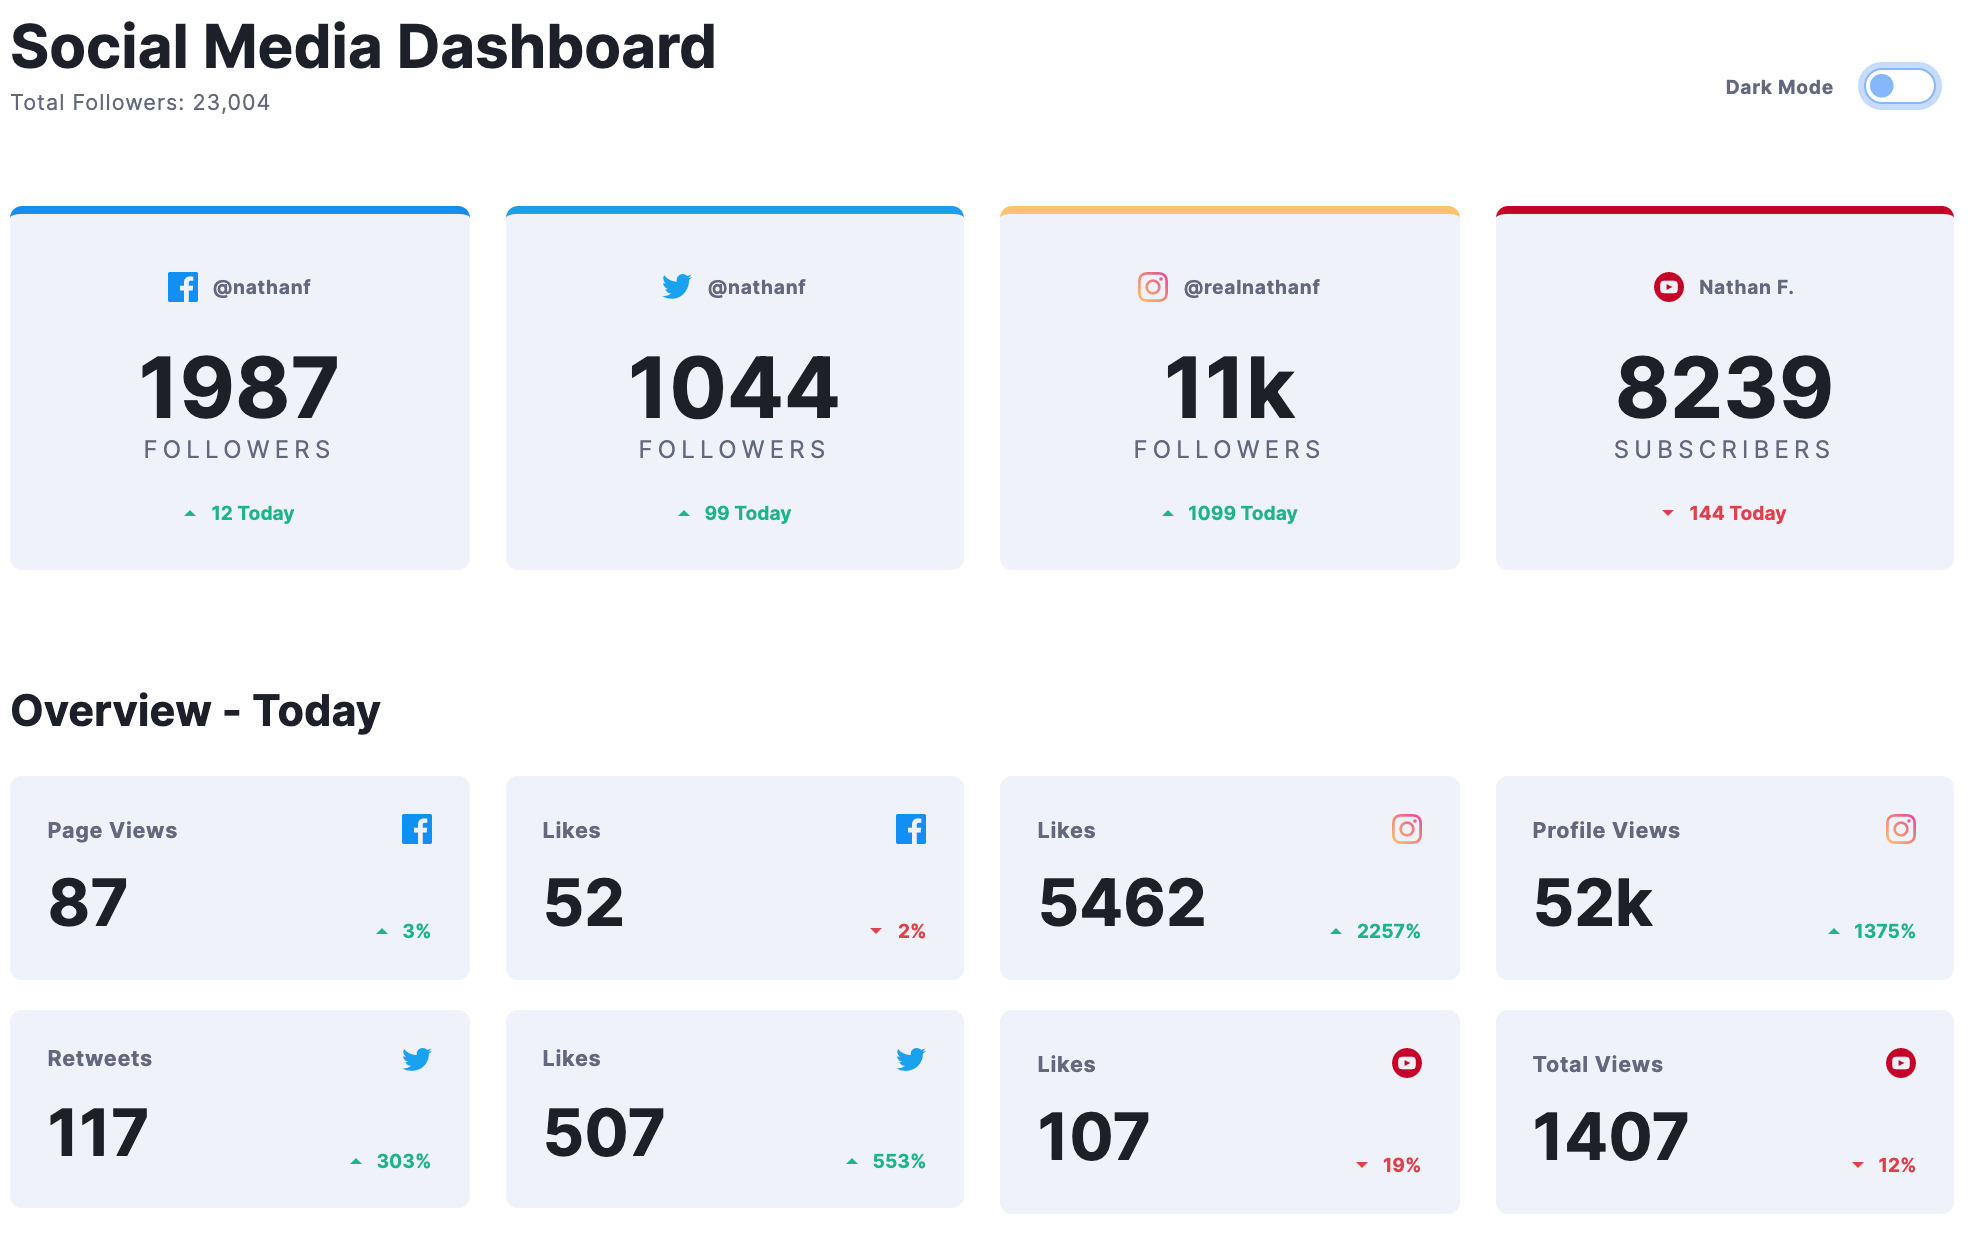 Social Media Dashboard
Total Followers: 23,004
Dark Mode
@nathanf
1987
FOLLOWERS
12 Today
@nathanf
1044
FOLLOWERS
99 Today
@realnathanf
11k
FOLLOWERS
1099 Today
Nathan F.
8239
SUBSCRIBERS
144 Today
Overview - Today
Page Views
87
3%
Likes
52
2%
Likes
5462
2257%
Profile Views
52k
1375%
Retweets
117
303%
Likes
507
553%
Likes
107
19%
Total Views
1407
12%